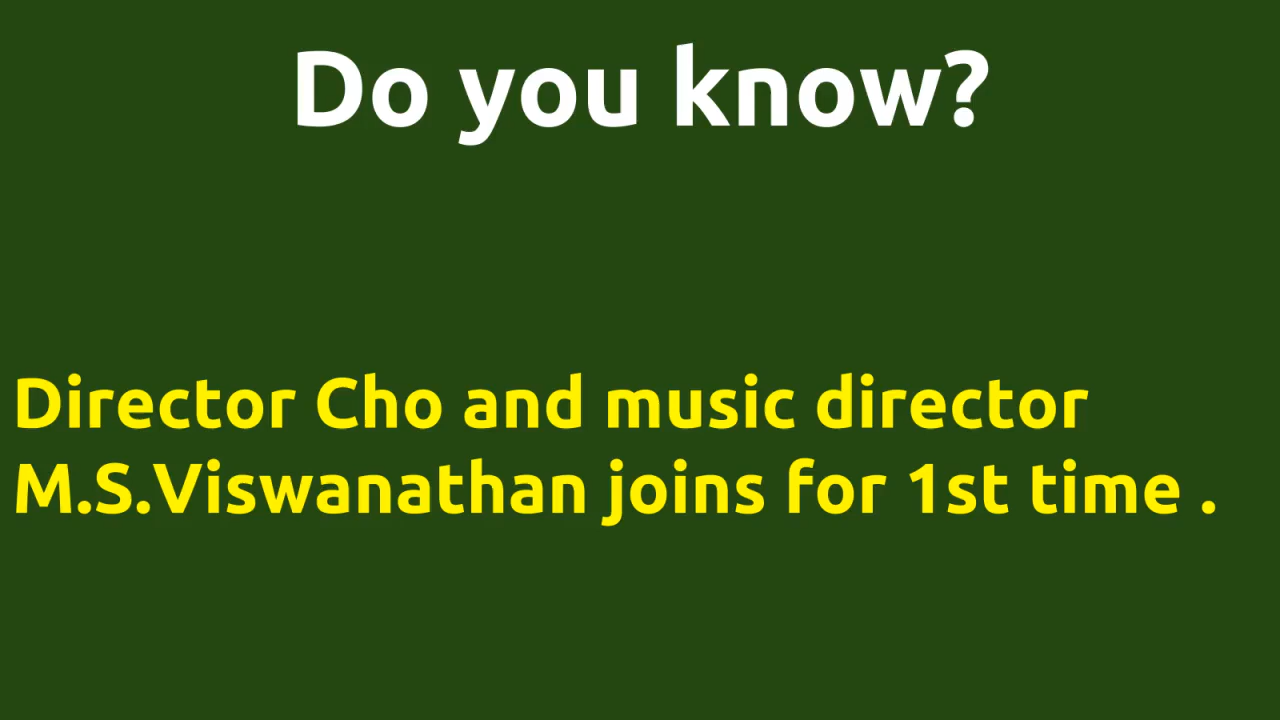 Do you know?
Director Cho and music director
M.S.Viswanathan joins for 1st time .